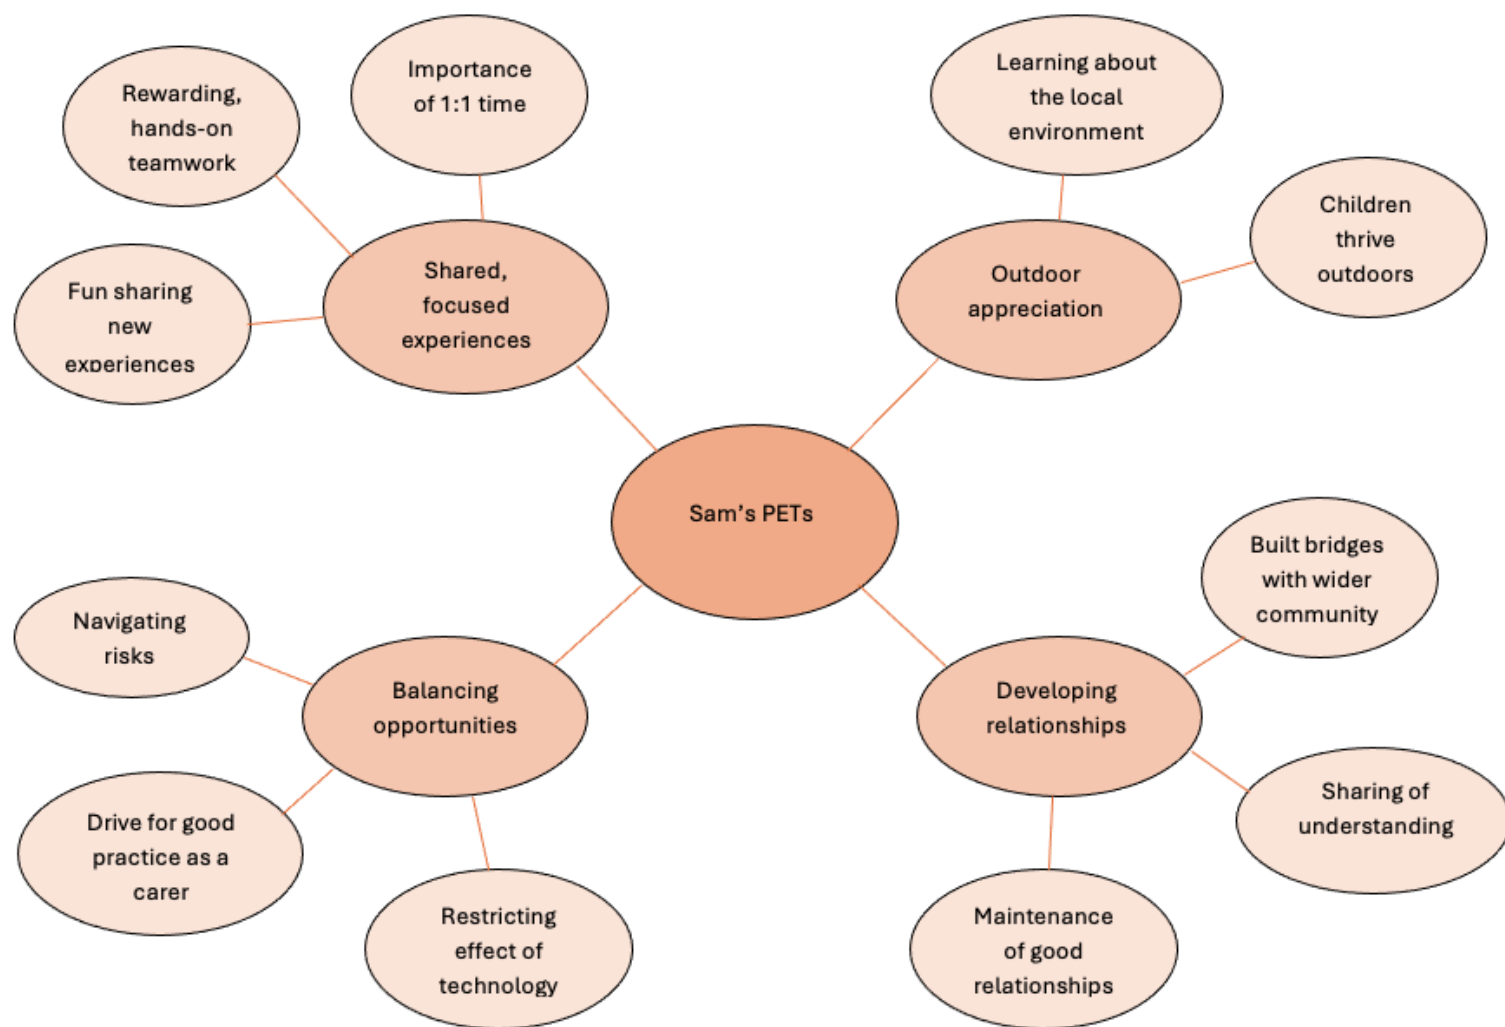 Rewarding,
hands-on
teamwork
Importance
of 1:1 time
Fun sharing
new
experiences
Shared,
focused
experiences
Learning about
the local
environment
Children
thrive
outdoors
Outdoor
appreciation
Sam's PETs
Navigating
risks
Balancing
opportunities
Drive for good
practice as a
carer
Restricting
effect of
technology
Built bridges
with wider
community
Developing
relationships
Sharing of
understanding
Maintenance
of good
relationships